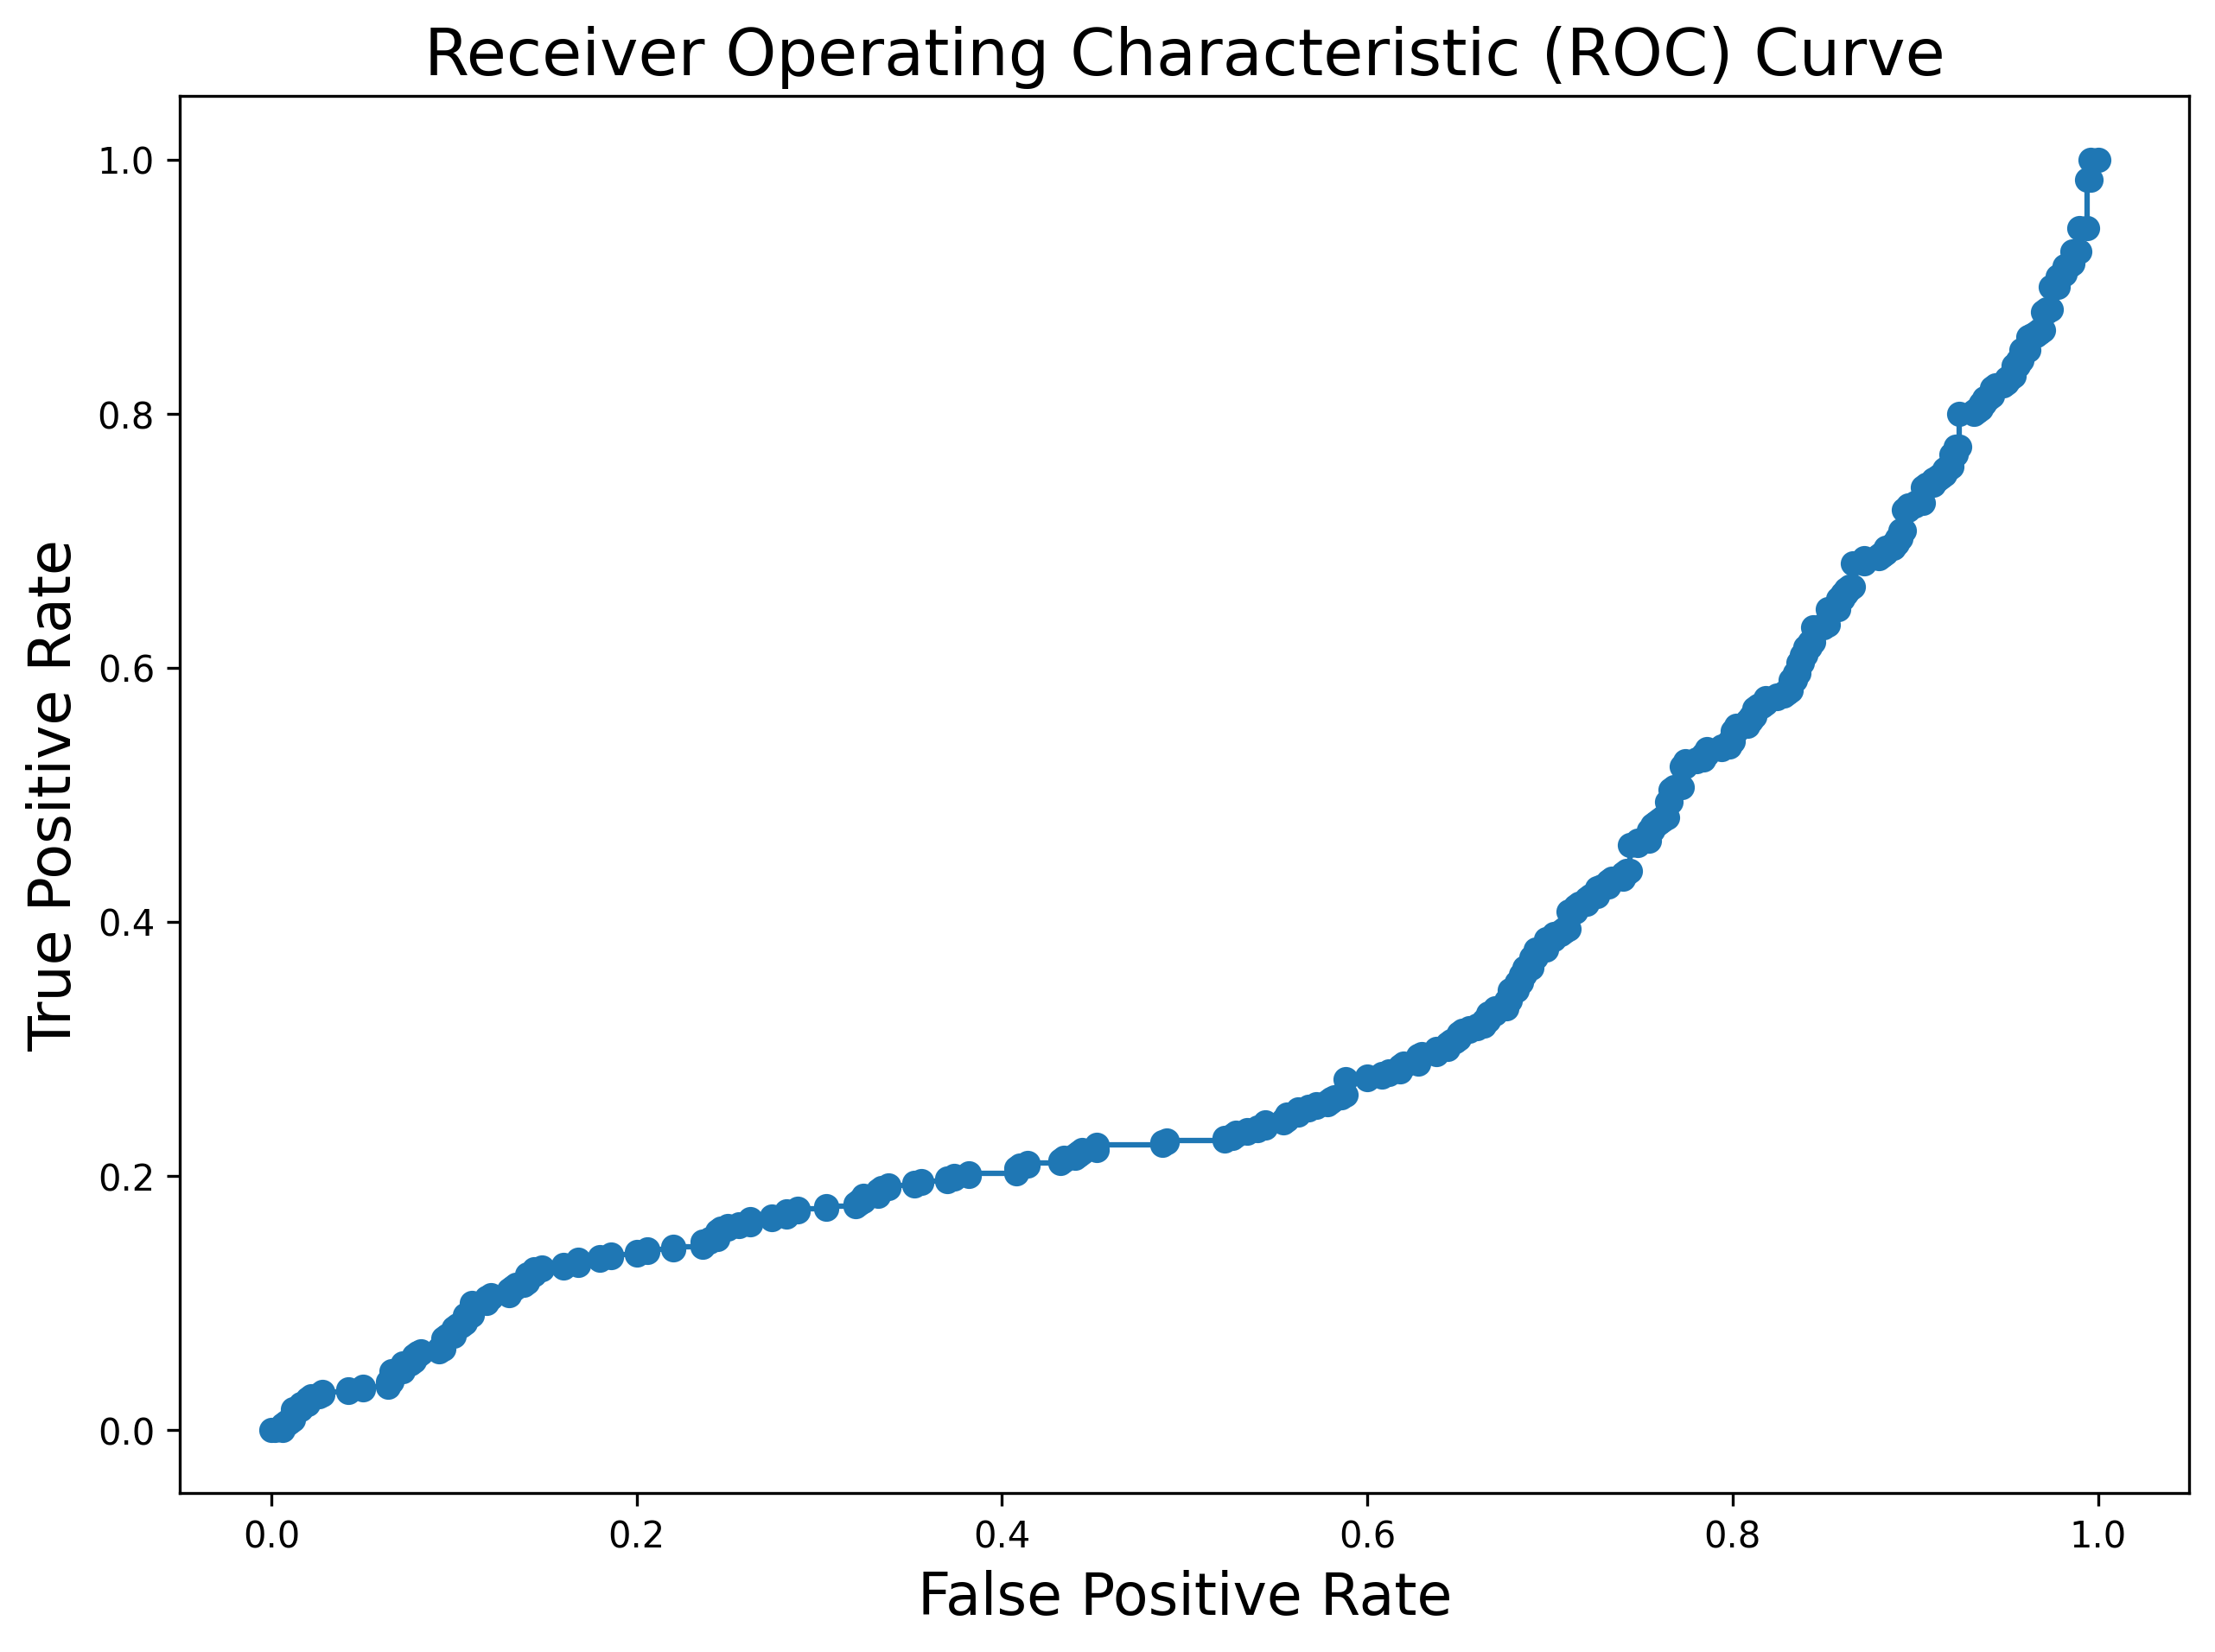 Receiver Operating Characteristic (ROC) Curve
True Positive Rate
1.0
0.8
0.6
0.4
0.2
0.0
0.0 0.2 0.4 0.6 0.8 1.0
False Positive Rate